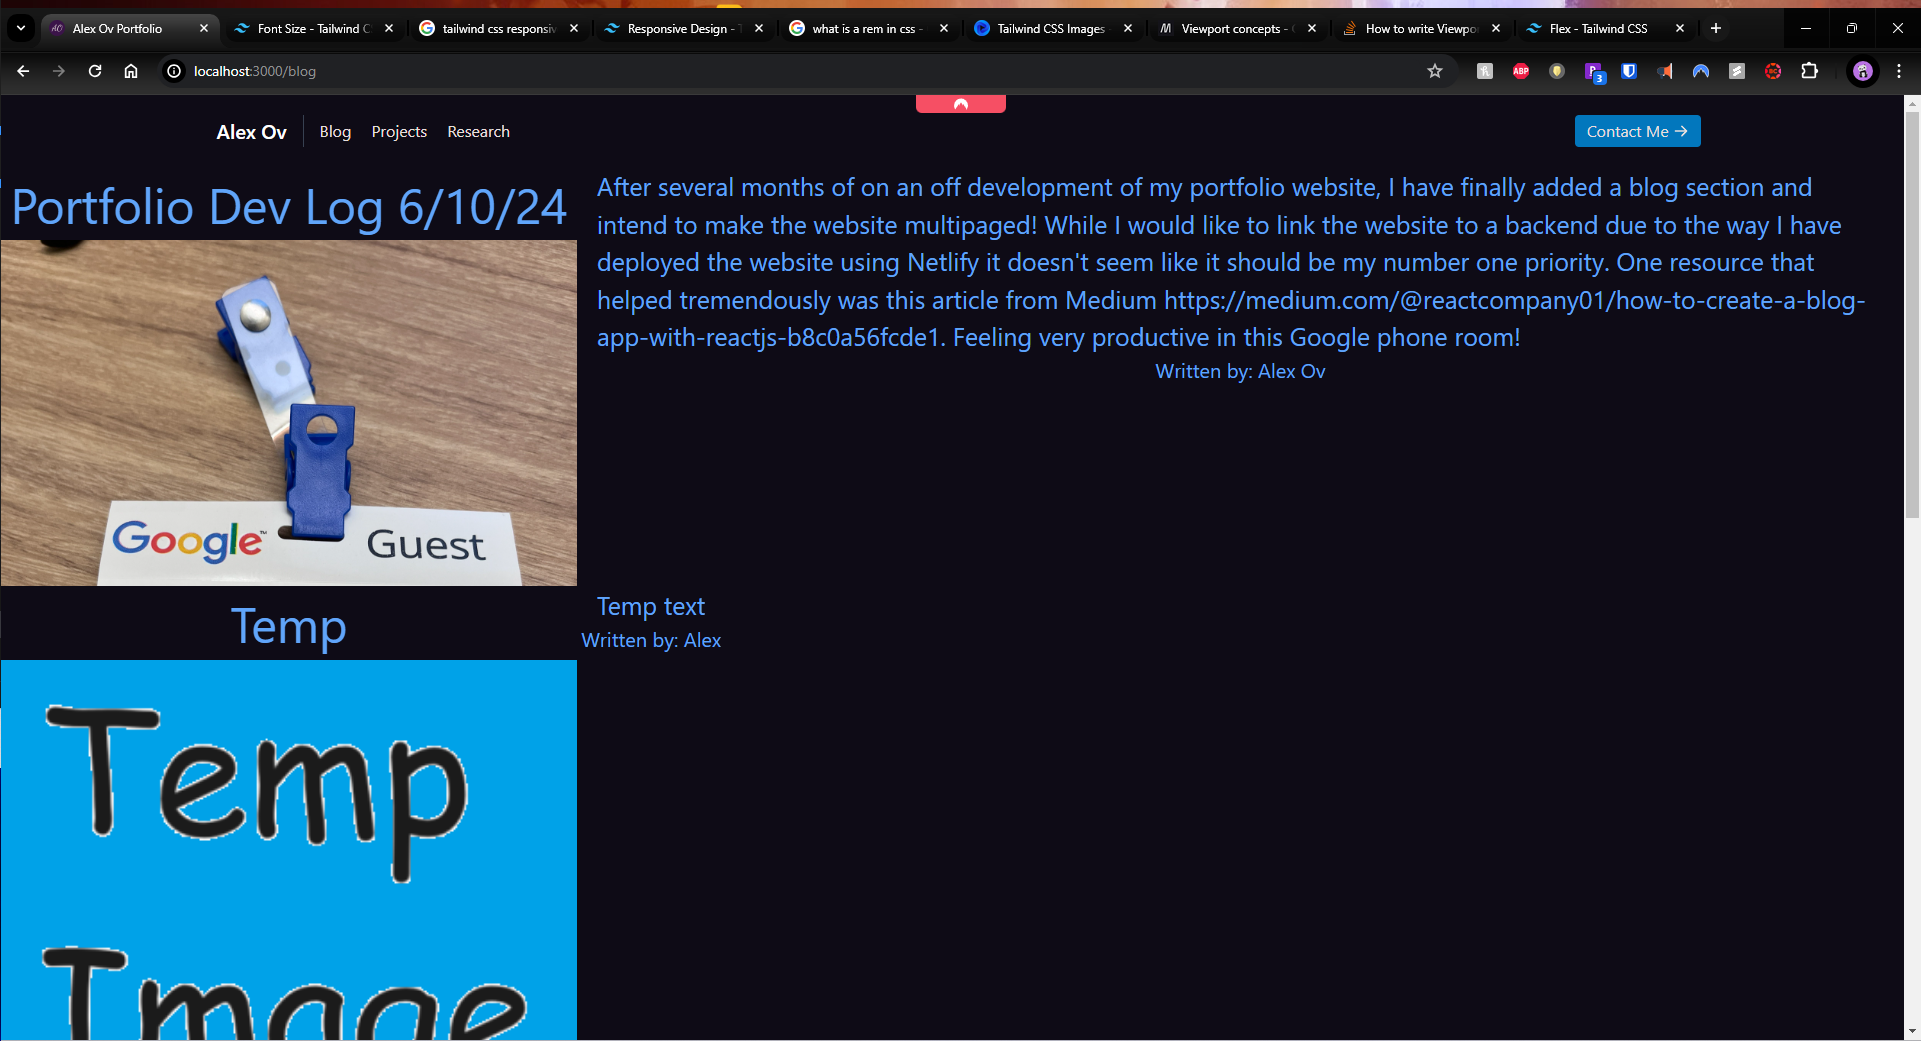 Alex Ov Portfolio
Font Size - Tailwind C
tailwind css responsiv
Responsive Design - T
what is a rem in css -
Tailwind CSS Images
Viewport concepts -
How to write Viewpo
Flex - Tailwind CSS
localhost:3000/blog
ABP
3
Alex Ov
Blog
Projects
Research
Contact Me →
Portfolio Dev Log 6/10/24
After several months of on an off development of my portfolio website, I have finally added a blog section and
intend to make the website multipaged! While I would like to link the website to a backend due to the way I have
deployed the website using Netlify it doesn't seem like it should be my number one priority. One resource that
helped tremendously was this article from Medium https://medium.com/@reactcompany01/how-to-create-a-blog-
app-with-reactjs-b8c0a56fcde1. Feeling very productive in this Google phone room!
Written by: Alex Ov
Google™ Guest
Temp
Temp text
Written by: Alex
Temp
Image